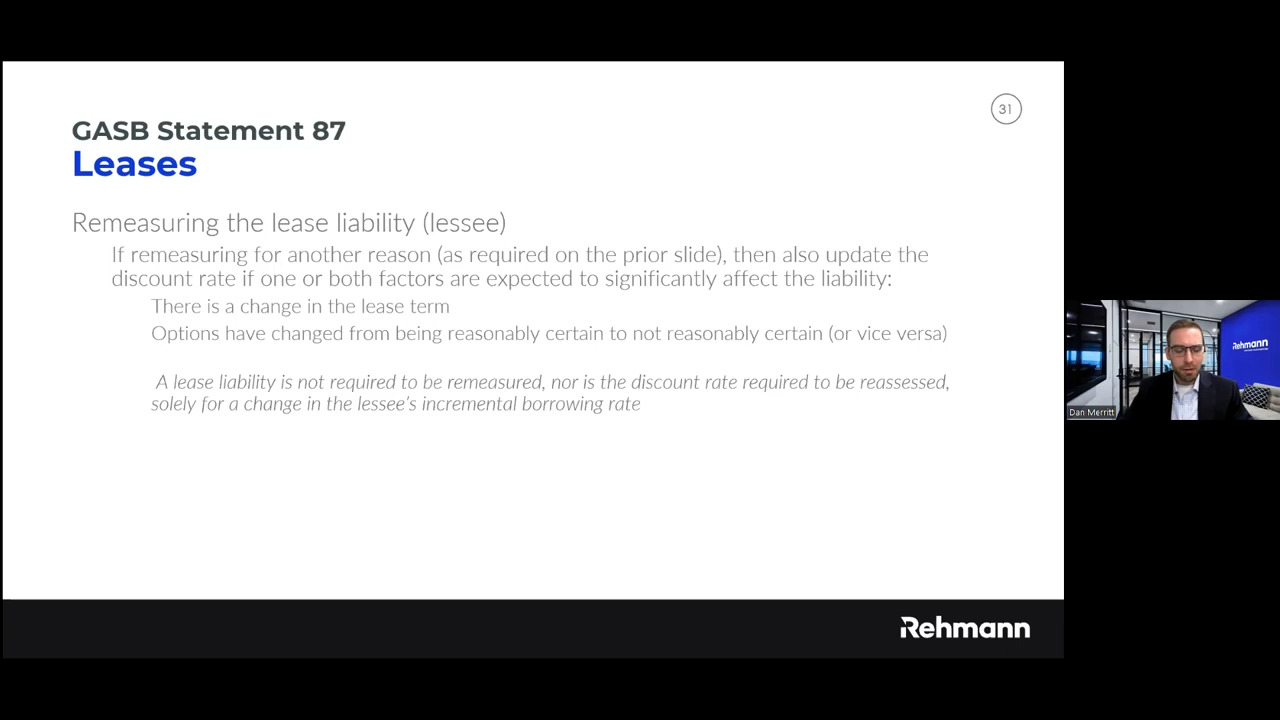 31
GASB Statement 87
Leases
Remeasuring the lease liability (lessee)
If remeasuring for another reason (as required on the prior slide), then also update the
discount rate if one or both factors are expected to significantly affect the liability:
There is a change in the lease term
Options have changed from being reasonably certain to not reasonably certain (or vice versa)
A lease liability is not required to be remeasured, nor is the discount rate required to be reassessed,
solely for a change in the lessee’s incremental borrowing rate
Rehmann
Rehmann
Dan Merritt